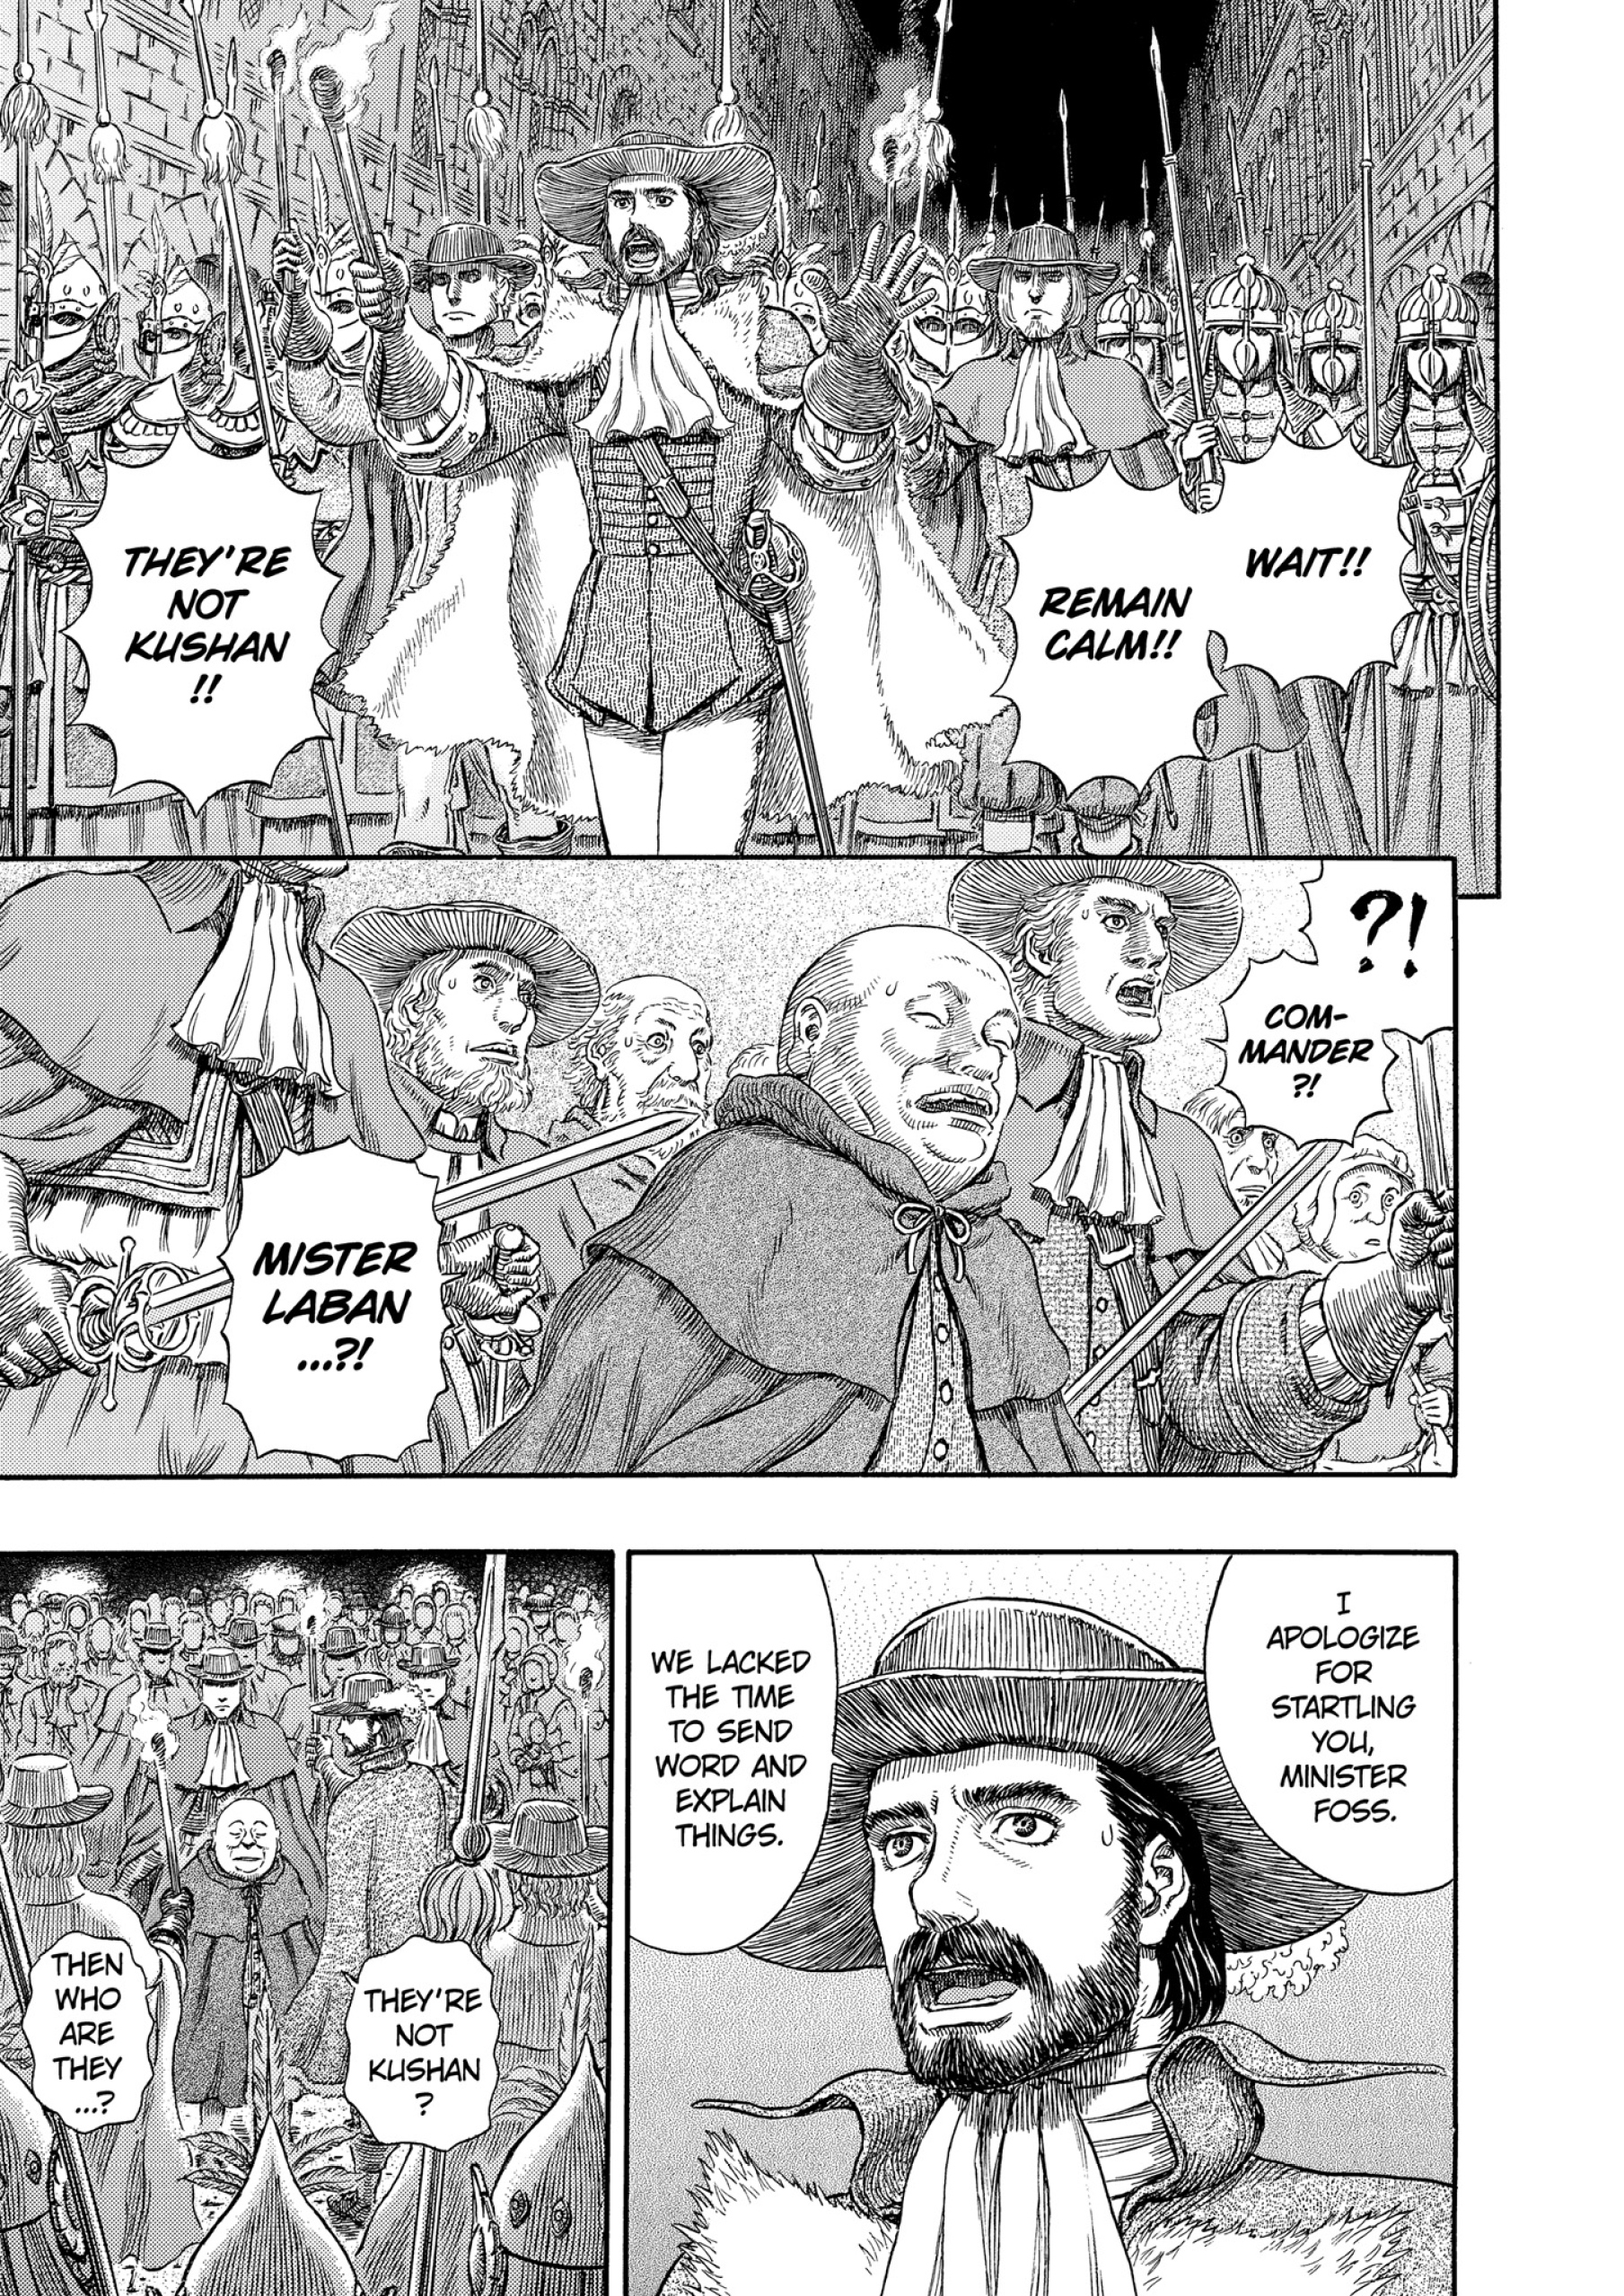 WAIT!!
REMAIN
CALM!!
THEY'RE
NOT
KUSHAN
!!
?!
COM-
MANDER
?!
MISTER
LABAN
...?!
I
APOLOGIZE
FOR
STARTLING
YOU,
MINISTER
FOSS.
WE LACKED
THE TIME
TO SEND
WORD AND
EXPLAIN
THINGS.
THEY'RE
NOT
KUSHAN
?
THEN
WHO
ARE
THEY
...?